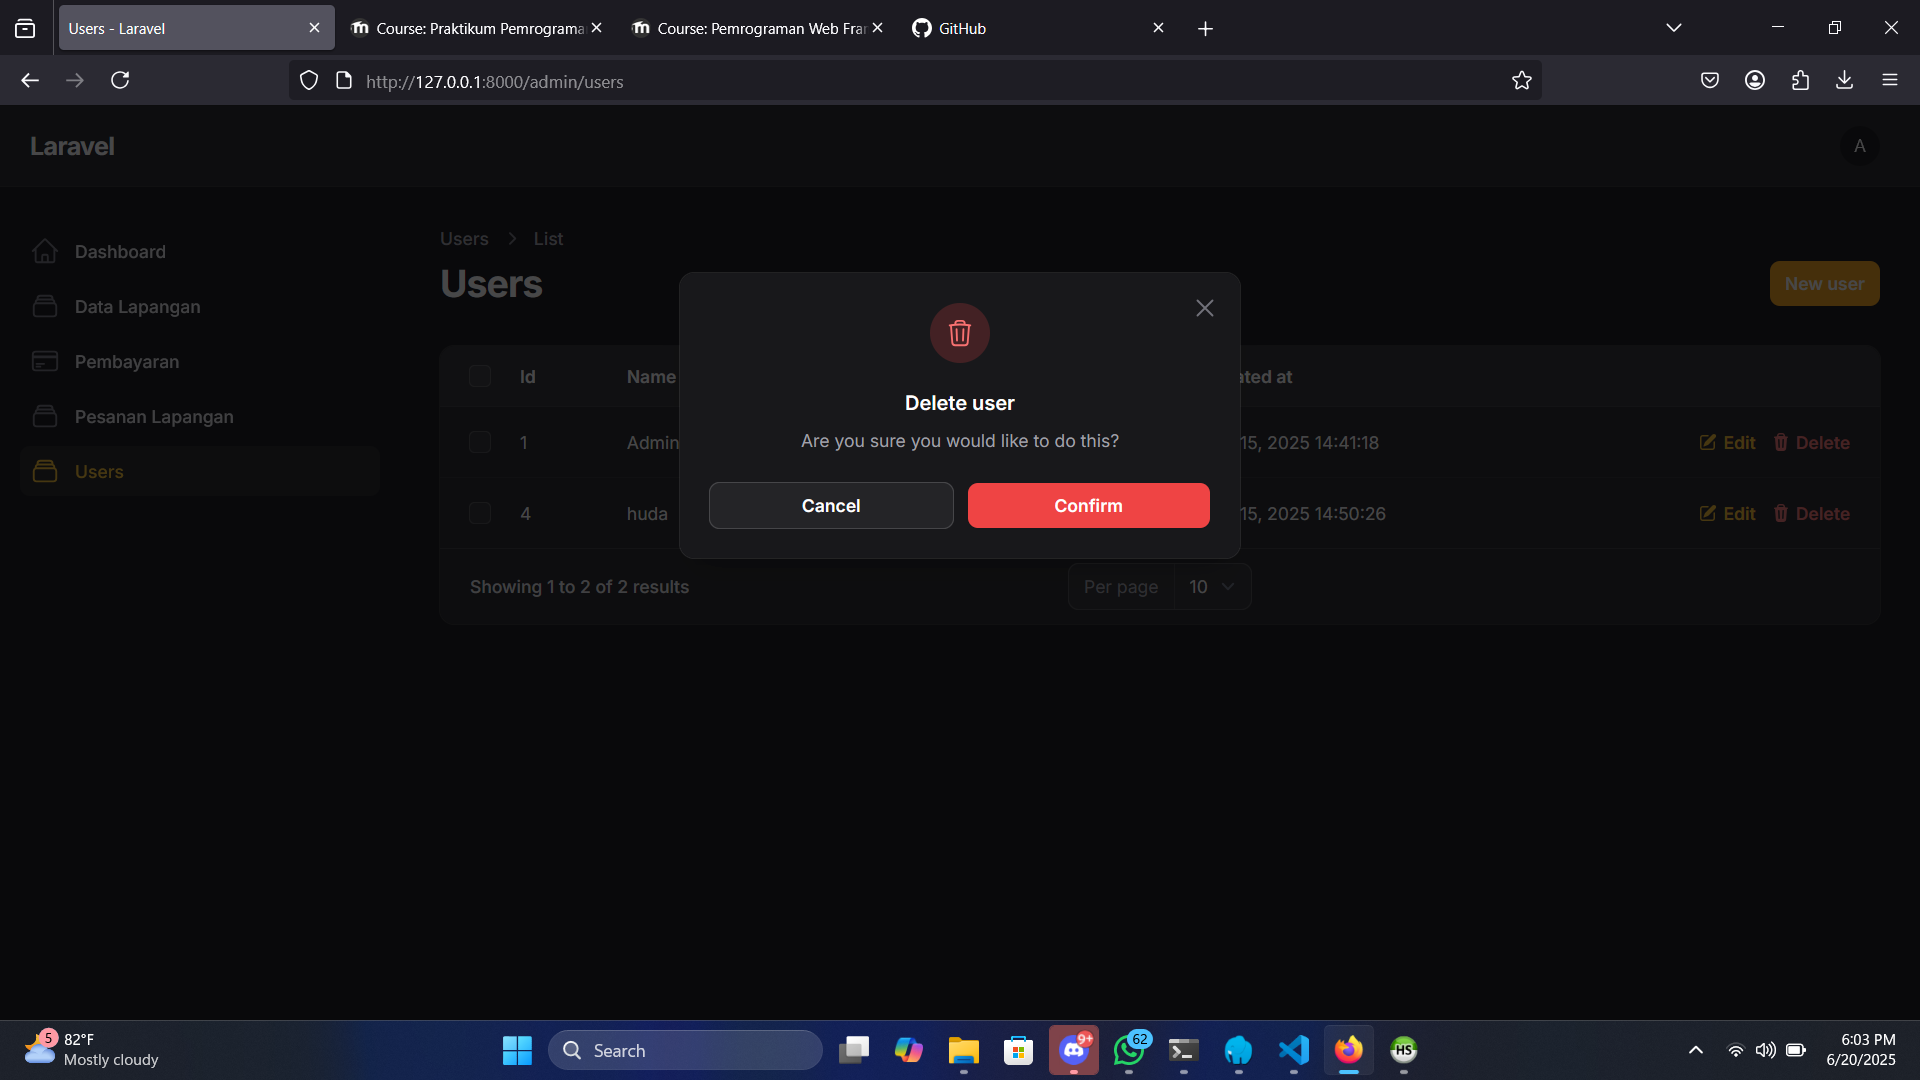 Users - Laravel
Course: Praktikum Pemrograma
Course: Pemrograman Web Fra
GitHub
http://127.0.0.1:8000/admin/users
Laravel
A
Dashboard
Data Lapangan
Pembayaran
Pesanan Lapangan
Users
Users > List
Users
New user
Id Name ated at
1 Admin 15, 2025 14:41:18 Edit Delete
4 huda 15, 2025 14:50:26 Edit Delete
Showing 1 to 2 of 2 results
Per page 10
Delete user
Are you sure you would like to do this?
Cancel Confirm
5
82°F
Mostly cloudy
Search
9+
62
HS
6:03 PM
6/20/2025